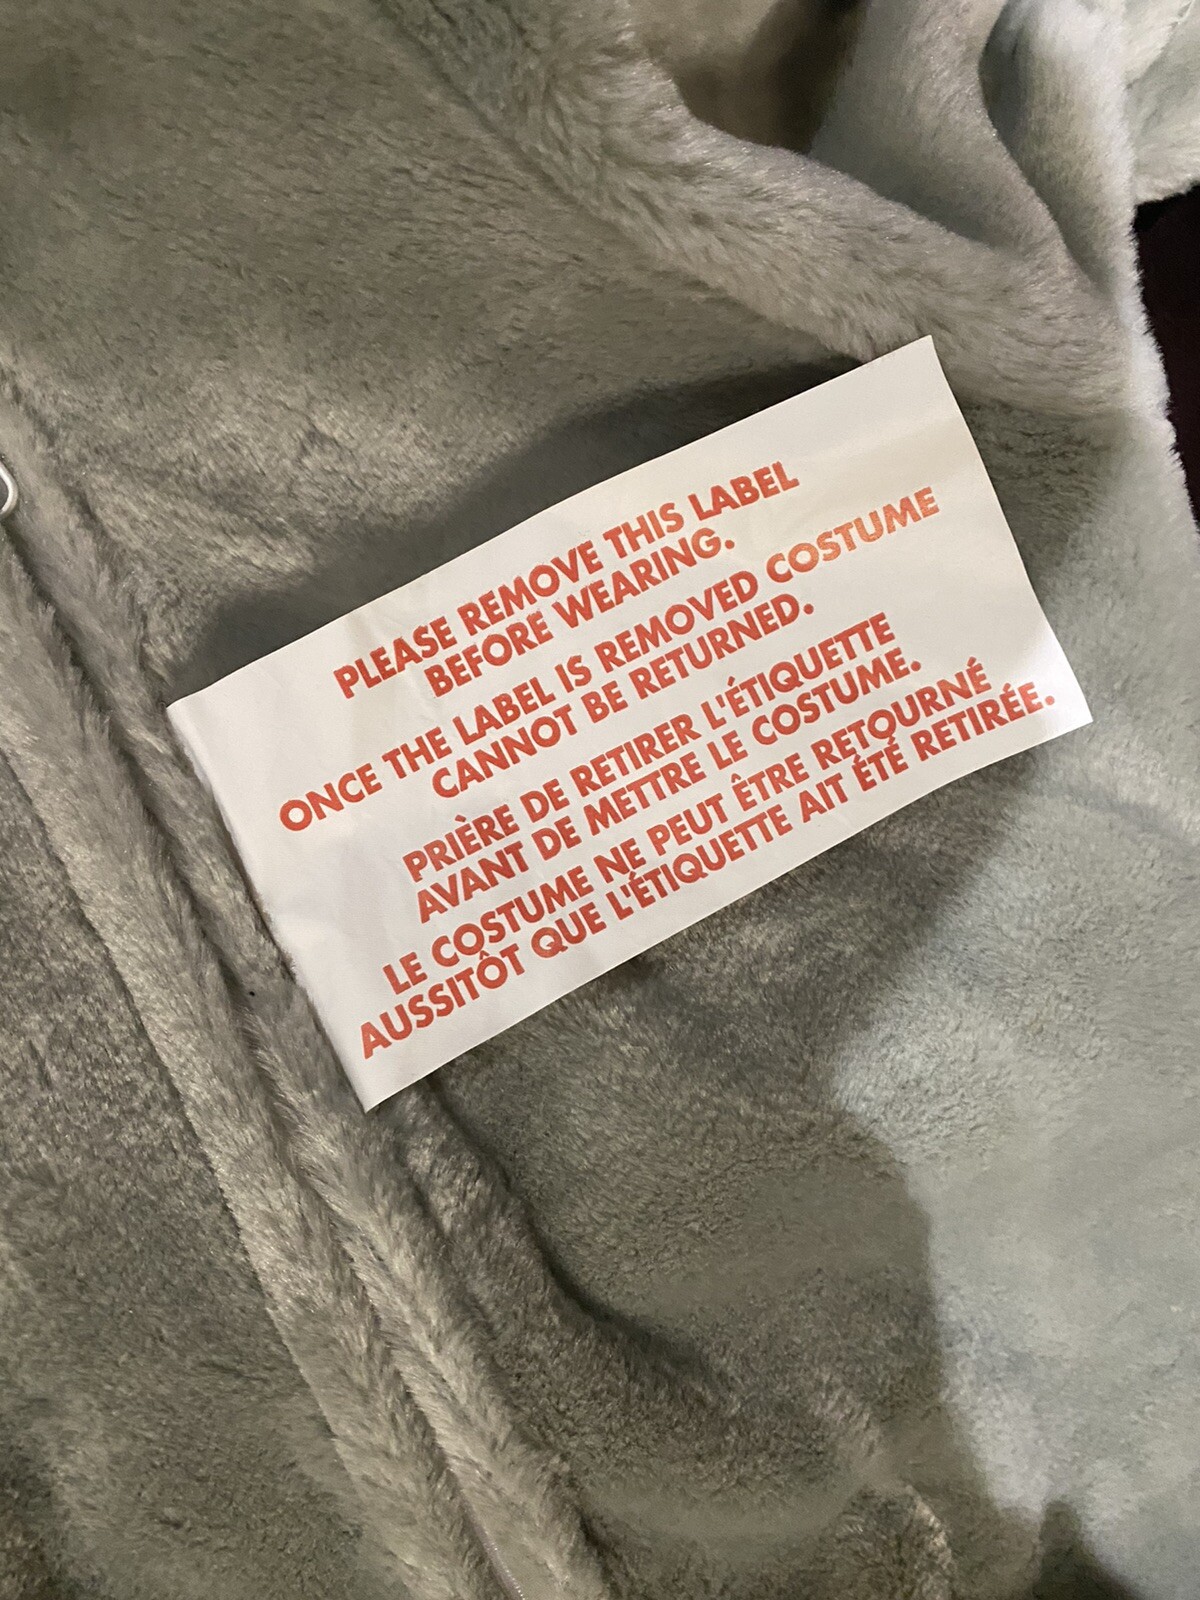 PLEASE REMOVE THIS LABEL
BEFORE WEARING.
ONCE THE LABEL IS REMOVED COSTUME
CANNOT BE RETURNED.
PRIÈRE DE RETIRER L'ÉTIQUETTE
AVANT DE METTRE LE COSTUME.
LE COSTUME NE PEUT ÊTRE RETOURNÉ
AUSSITÔT QUE L'ÉTIQUETTE AIT ÉTÉ RETIRÉE.